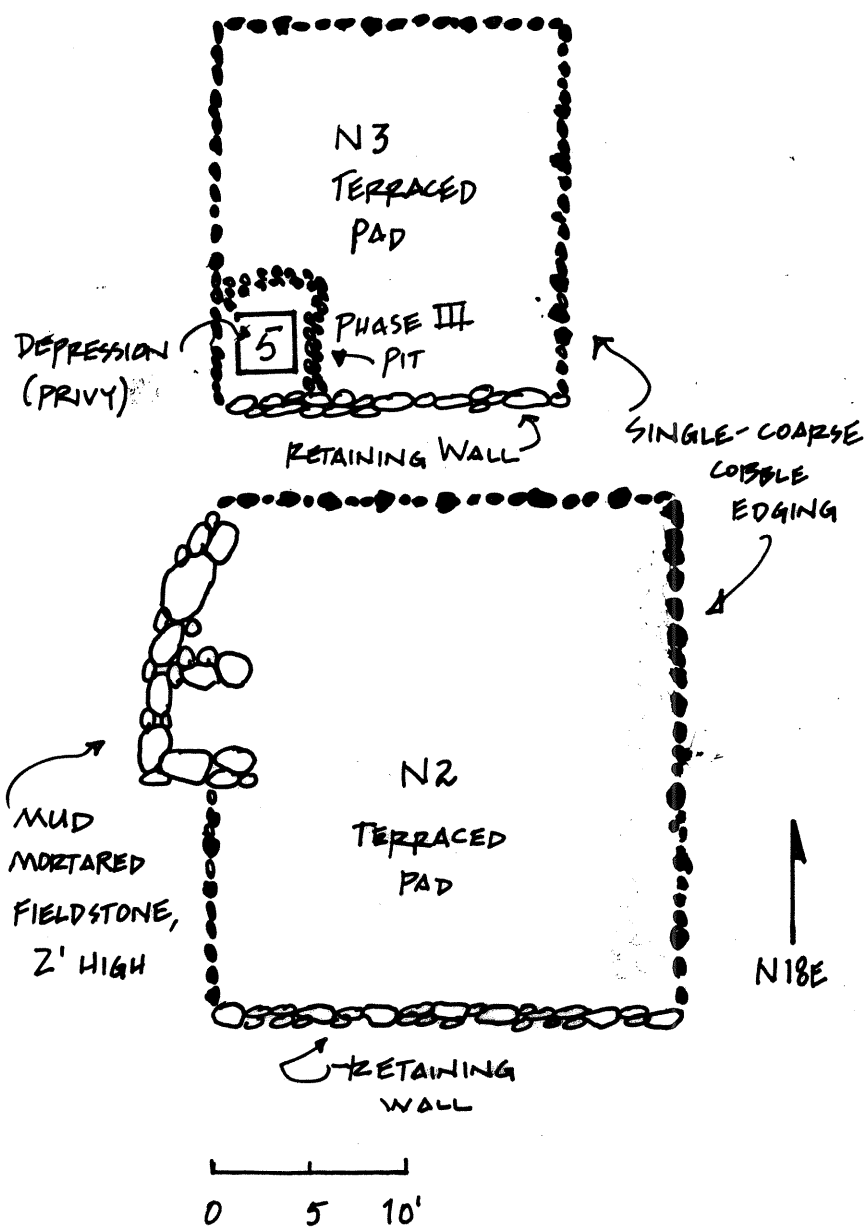 N3
TERRACED
PAD
DEPRESSION
(PRIVY)
5
PHASE III
PIT
RETAINING WALL
SINGLE-COARSE
COBBLE
EDGING
N2
TERRACED
PAD
MUD
MORTARED
FIELDSTONE,
2' HIGH
N18E
RETAINING
WALL
0 5 10'